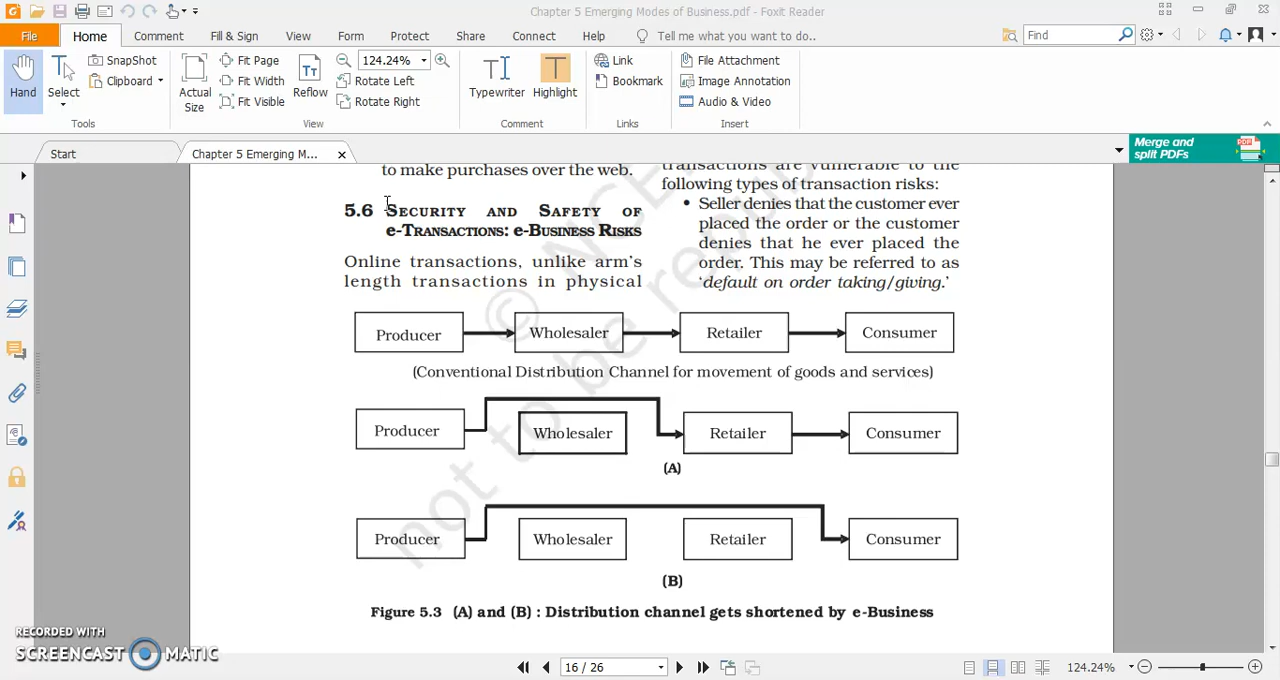 Chapter 5 Emerging Modes of Business.pdf - Foxit Reader
File Home Comment Fill & Sign View Form Protect Share Connect Help Tell me what you want to do.. Find
Hand
Select
SnapShot
Clipboard
Tools
Actual
Size
Fit Page
Fit Width
Fit Visible
Reflow
124.24%
Rotate Left
Rotate Right
View
Typewriter
Highlight
Comment
Link
Bookmark
Links
File Attachment
Image Annotation
Audio & Video
Insert
Start
Chapter 5 Emerging M...
Merge and
split PDFs
to make purchases over the web.
5.6 SECURITY AND SAFETY OF
e-TRANSACTIONS: e-BUSINESS RISKS
Online transactions, unlike arm's
length transactions in physical
transactions are vulnerable to the
following types of transaction risks:
• Seller denies that the customer ever
placed the order or the customer
denies that he ever placed the
order. This may be referred to as
‘default on order taking/giving.’
Producer Wholesaler Retailer Consumer
(Conventional Distribution Channel for movement of goods and services)
Producer Wholesaler Retailer Consumer
(A)
Producer Wholesaler Retailer Consumer
(B)
Figure 5.3 (A) and (B) : Distribution channel gets shortened by e-Business
not to be repu
RECORDED WITH
SCREENCAST MATIC
16 / 26
124.24%